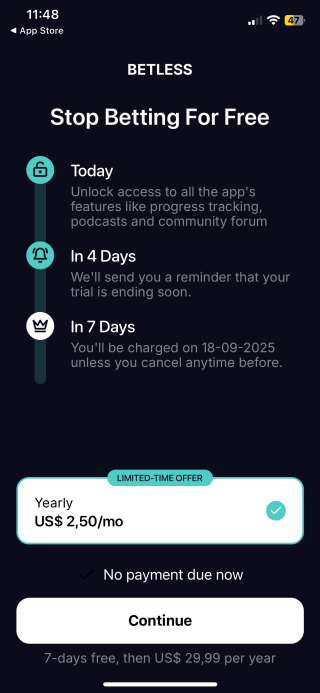 11:48
47
◀ App Store
BETLESS
Stop Betting For Free
Today
Unlock access to all the app's
features like progress tracking,
podcasts and community forum
In 4 Days
We'll send you a reminder that your
trial is ending soon.
In 7 Days
You'll be charged on 18-09-2025
unless you cancel anytime before.
LIMITED-TIME OFFER
Yearly
US$ 2,50/mo
No payment due now
Continue
7-days free, then US$ 29,99 per year